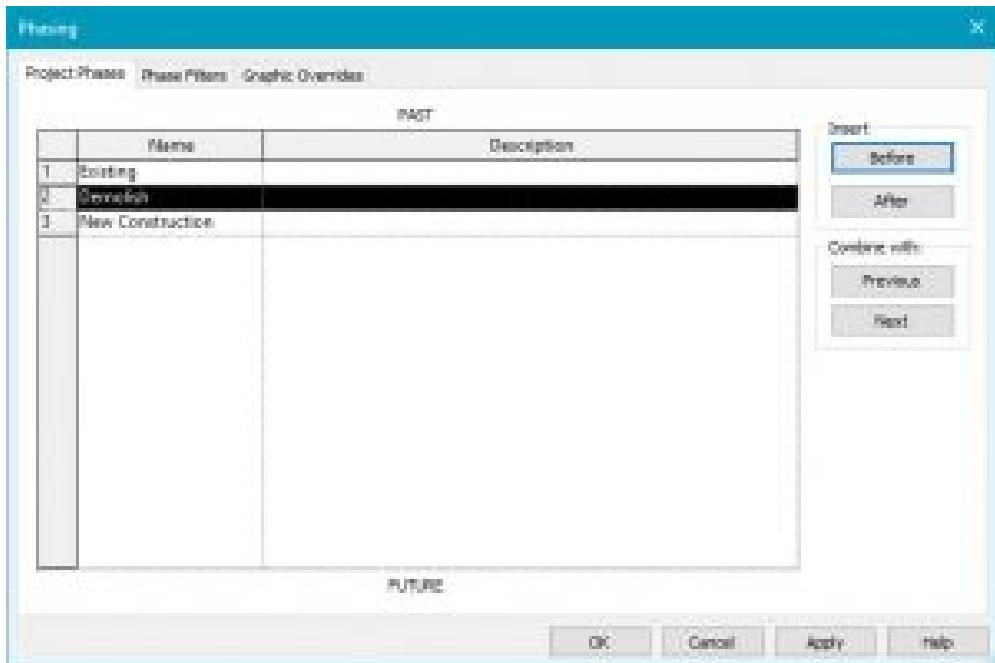 Phasing
Project Phases Phase Filters Graphic Overrides
PAST
Name Description
1 Existing
2 Demolish
3 New Construction
FUTURE
Insert
Before
After
Combine with:
Previous
Next
OK Cancel Apply Help